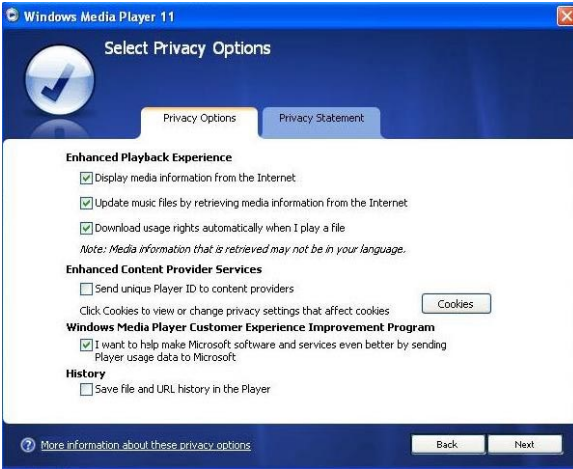 Windows Media Player 11
Select Privacy Options
Privacy Options
Privacy Statement
Enhanced Playback Experience
Display media information from the Internet
Update music files by retrieving media information from the Internet
Download usage rights automatically when I play a file
Note: Media information that is retrieved may not be in your language.
Enhanced Content Provider Services
Send unique Player ID to content providers
Click Cookies to view or change privacy settings that affect cookies
Cookies
Windows Media Player Customer Experience Improvement Program
I want to help make Microsoft software and services even better by sending
Player usage data to Microsoft
History
Save file and URL history in the Player
More information about these privacy options
Back
Next